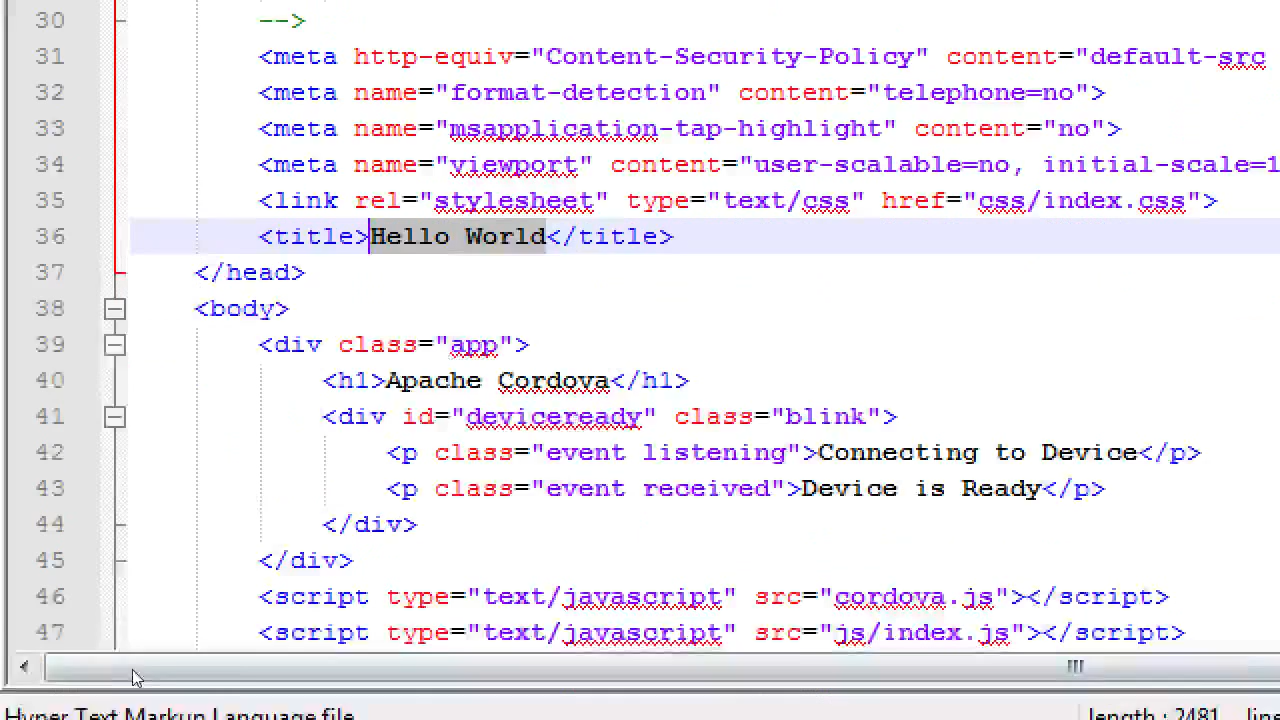 30 -->
31 <meta http-equiv="Content-Security-Policy" content="default-src
32 <meta name="format-detection" content="telephone=no">
33 <meta name="msapplication-tap-highlight" content="no">
34 <meta name="viewport" content="user-scalable=no, initial-scale=1
35 <link rel="stylesheet" type="text/css" href="css/index.css">
36 <title>Hello World</title>
37 </head>
38 <body>
39 <div class="app">
40 <h1>Apache Cordova</h1>
41 <div id="deviceready" class="blink">
42 <p class="event listening">Connecting to Device</p>
43 <p class="event received">Device is Ready</p>
44 </div>
45 </div>
46 <script type="text/javascript" src="cordova.js"></script>
47 <script type="text/javascript" src="js/index.js"></script>
Hyper Text Markup Language file length : 2481 line